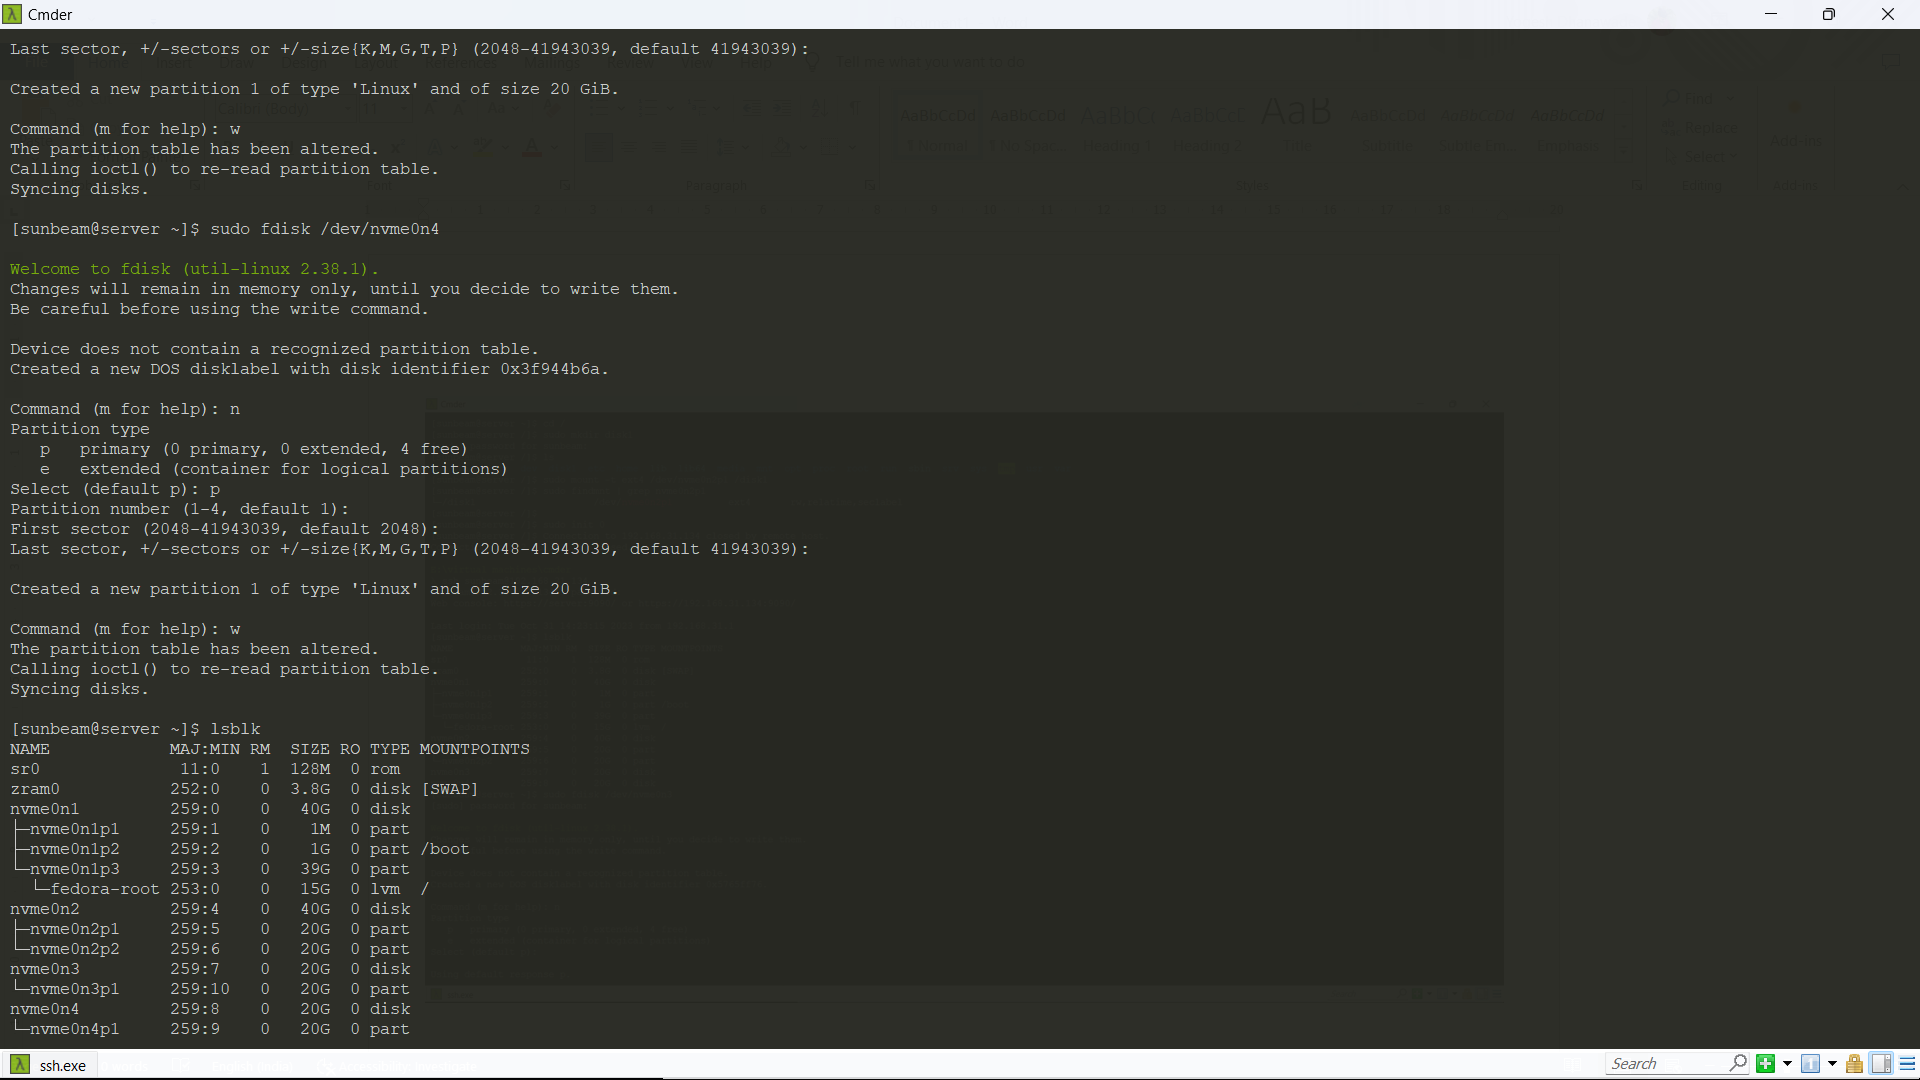 Cmder
Last sector, +/-sectors or +/-size{K,M,G,T,P} (2048-41943039, default 41943039):
Created a new partition 1 of type 'Linux' and of size 20 GiB.
Command (m for help): w
The partition table has been altered.
Calling ioctl() to re-read partition table.
Syncing disks.
[sunbeam@server ~]$ sudo fdisk /dev/nvme0n4
Welcome to fdisk (util-linux 2.38.1).
Changes will remain in memory only, until you decide to write them.
Be careful before using the write command.
Device does not contain a recognized partition table.
Created a new DOS disklabel with disk identifier 0x3f944b6a.
Command (m for help): n
Partition type
p   primary (0 primary, 0 extended, 4 free)
e   extended (container for logical partitions)
Select (default p): p
Partition number (1-4, default 1):
First sector (2048-41943039, default 2048):
Last sector, +/-sectors or +/-size{K,M,G,T,P} (2048-41943039, default 41943039):
Created a new partition 1 of type 'Linux' and of size 20 GiB.
Command (m for help): w
The partition table has been altered.
Calling ioctl() to re-read partition table.
Syncing disks.
[sunbeam@server ~]$ lsblk
NAME            MAJ:MIN RM  SIZE RO TYPE MOUNTPOINTS
sr0              11:0    1  128M  0 rom
zram0           252:0    0  3.8G  0 disk [SWAP]
nvme0n1         259:0    0   40G  0 disk
├─nvme0n1p1     259:1    0    1M  0 part
├─nvme0n1p2     259:2    0    1G  0 part /boot
└─nvme0n1p3     259:3    0   39G  0 part
  └─fedora-root 253:0    0   15G  0 lvm  /
nvme0n2         259:4    0   40G  0 disk
├─nvme0n2p1     259:5    0   20G  0 part
└─nvme0n2p2     259:6    0   20G  0 part
nvme0n3         259:7    0   20G  0 disk
└─nvme0n3p1     259:10   0   20G  0 part
nvme0n4         259:8    0   20G  0 disk
└─nvme0n4p1     259:9    0   20G  0 part
ssh.exe
Search